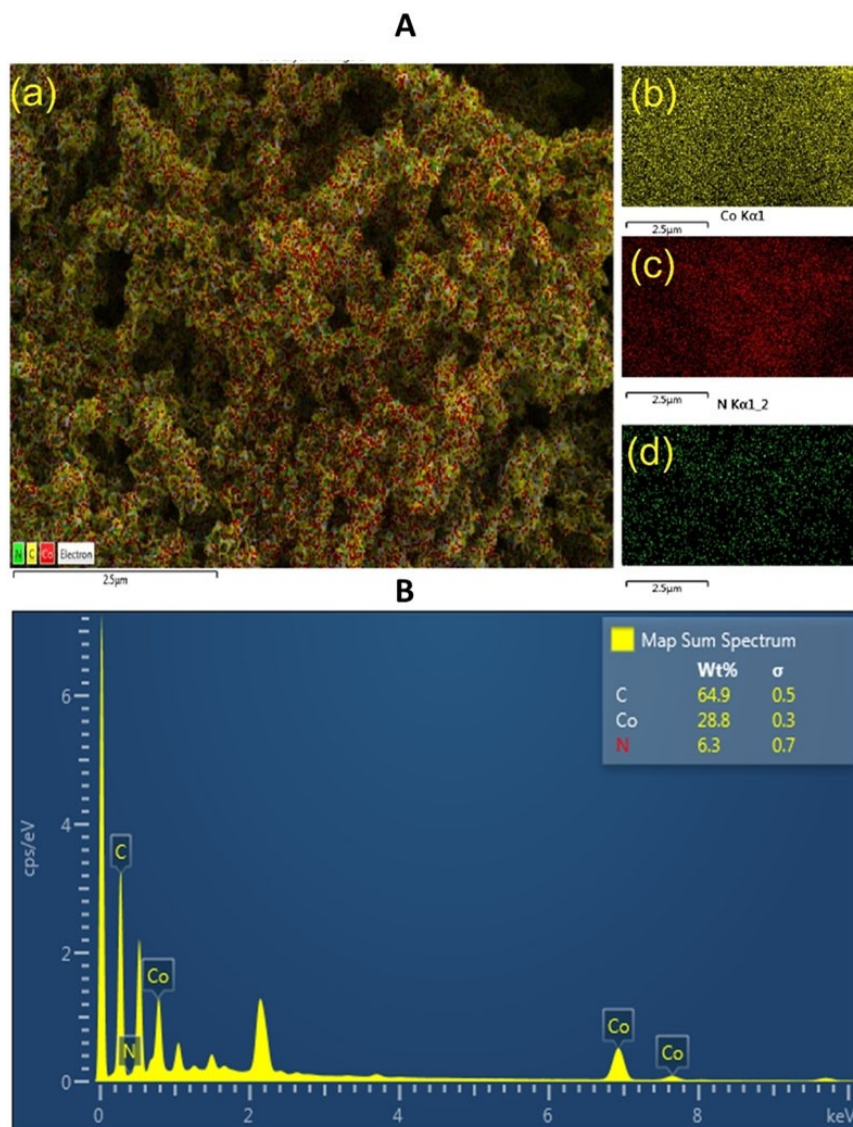 A
(a)
(b)
2.5μm
Co Kα1
(c)
2.5μm
N Kα1_2
(d)
2.5μm
N C Co Electron
2.5μm
B
Map Sum Spectrum
Wt% σ
C 64.9 0.5
Co 28.8 0.3
N 6.3 0.7
cps/eV
6
4
2
0
C
N
Co
Co
Co
0 2 4 6 8 keV